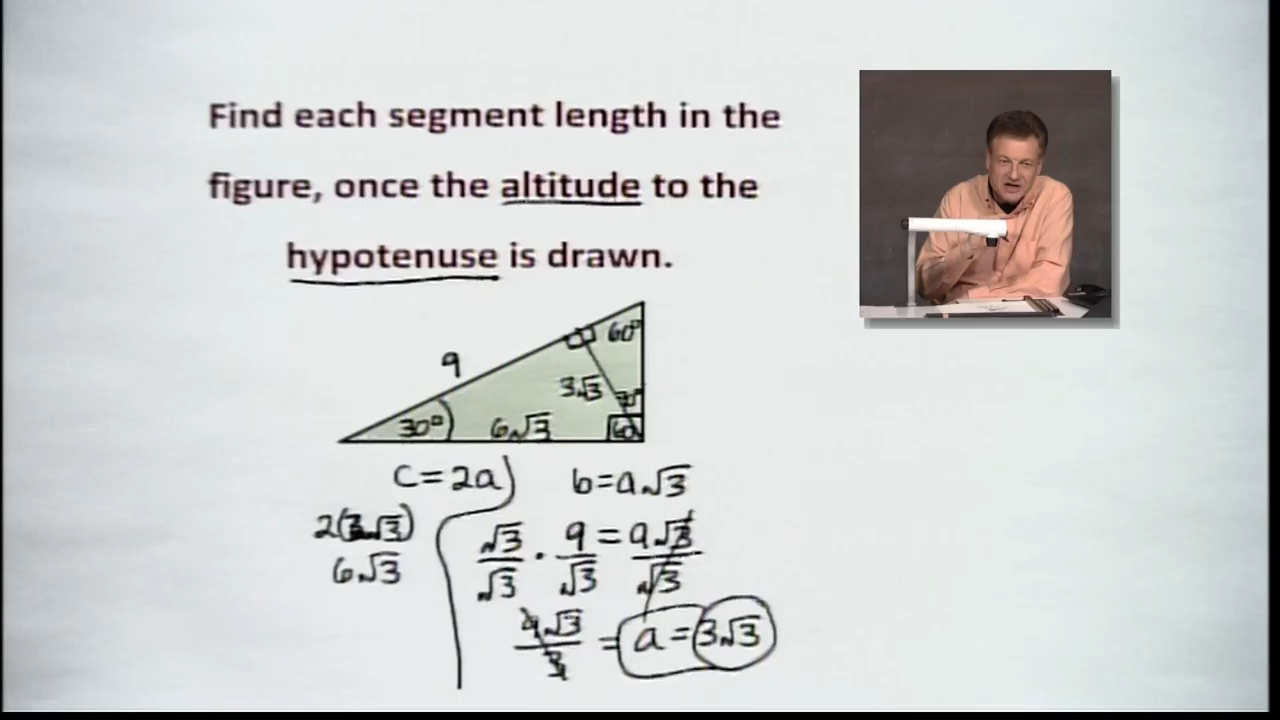 Find each segment length in the
figure, once the altitude to the
hypotenuse is drawn.
60°
9
3√3
30°
30°
6√3
60
c=2a
b=a√3
2(3√3)
6√3
√3/√3 · 9/√3 = a√3/√3
9√3/3 = a=3√3